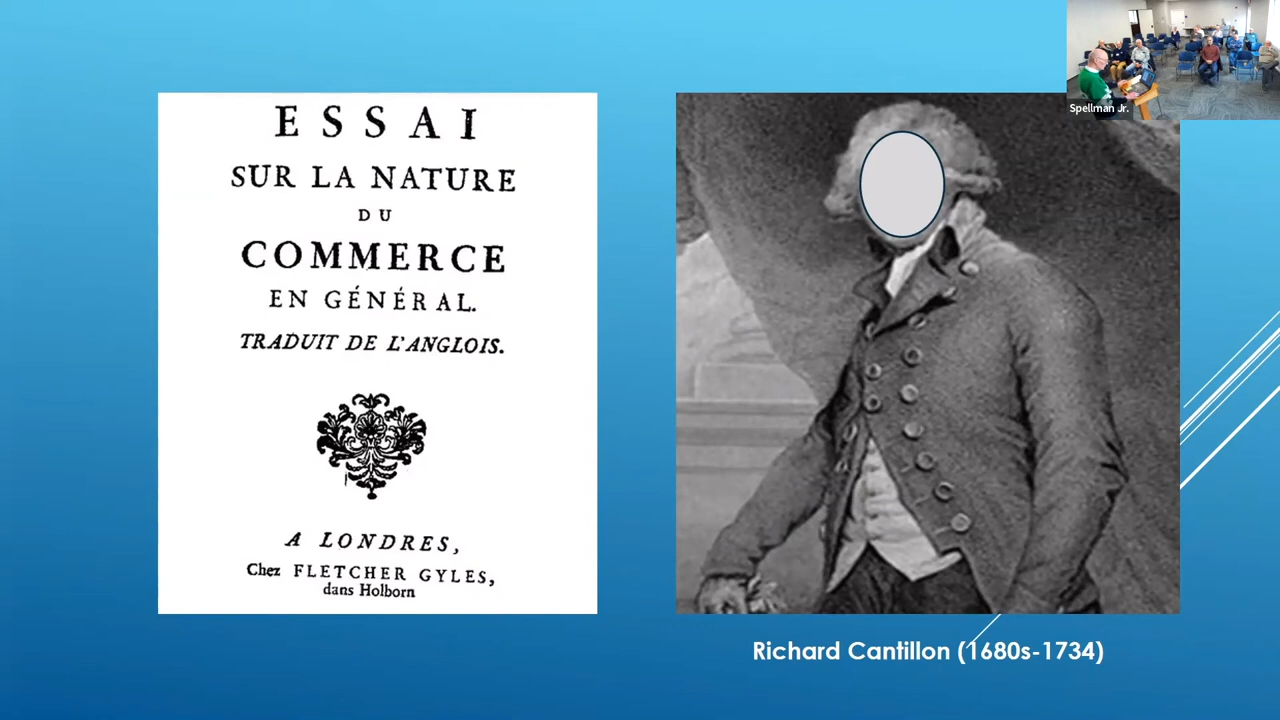 ESSAI
SUR LA NATURE
DU
COMMERCE
EN GÉNÉRAL.
TRADUIT DE L'ANGLOIS.
A LONDRES,
Chez FLETCHER GYLES,
dans Holborn
Spellman Jr.
Richard Cantillon (1680s-1734)